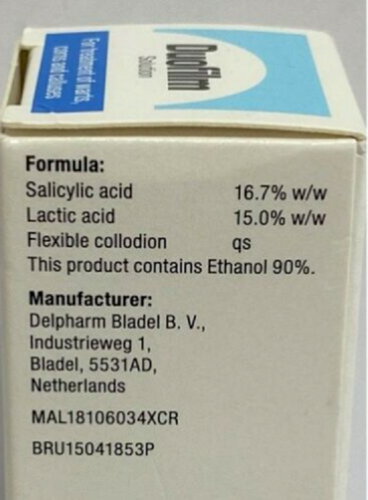 For treatment of warts,
corns and calluses
Duofilm
Solution
Formula:
Salicylic acid 16.7% w/w
Lactic acid 15.0% w/w
Flexible collodion qs
This product contains Ethanol 90%.
Manufacturer:
Delpharm Bladel B. V.,
Industrieweg 1,
Bladel, 5531AD,
Netherlands
MAL18106034XCR
BRU15041853P